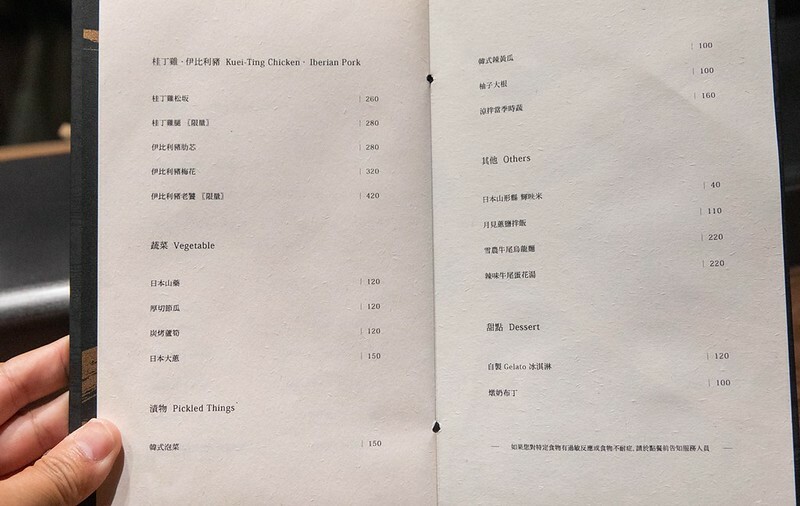 桂丁雞、伊比利豬 Kuei-Ting Chicken、Iberian Pork
桂丁雞松坂 | 260
桂丁雞腿〔限量〕 | 280
伊比利豬肋芯 | 280
伊比利豬梅花 | 320
伊比利豬老饕〔限量〕 | 420
蔬菜 Vegetable
日本山藥 | 120
厚切節瓜 | 120
炭烤蘆筍 | 120
日本大蔥 | 150
漬物 Pickled Things
韓式泡菜 | 150
韓式辣黃瓜 | 100
柚子大根 | 100
涼拌當季時蔬 | 160
其他 Others
日本山形縣 輝映米 | 40
月見蔥鹽拌飯 | 110
雪農牛尾烏龍麵 | 220
辣味牛尾蛋花湯 | 220
甜點 Dessert
自製 Gelato 冰淇淋 | 120
燉奶布丁 | 100
— 如果您對特定食物有過敏反應或食物不耐症, 請於點餐前告知服務人員 —